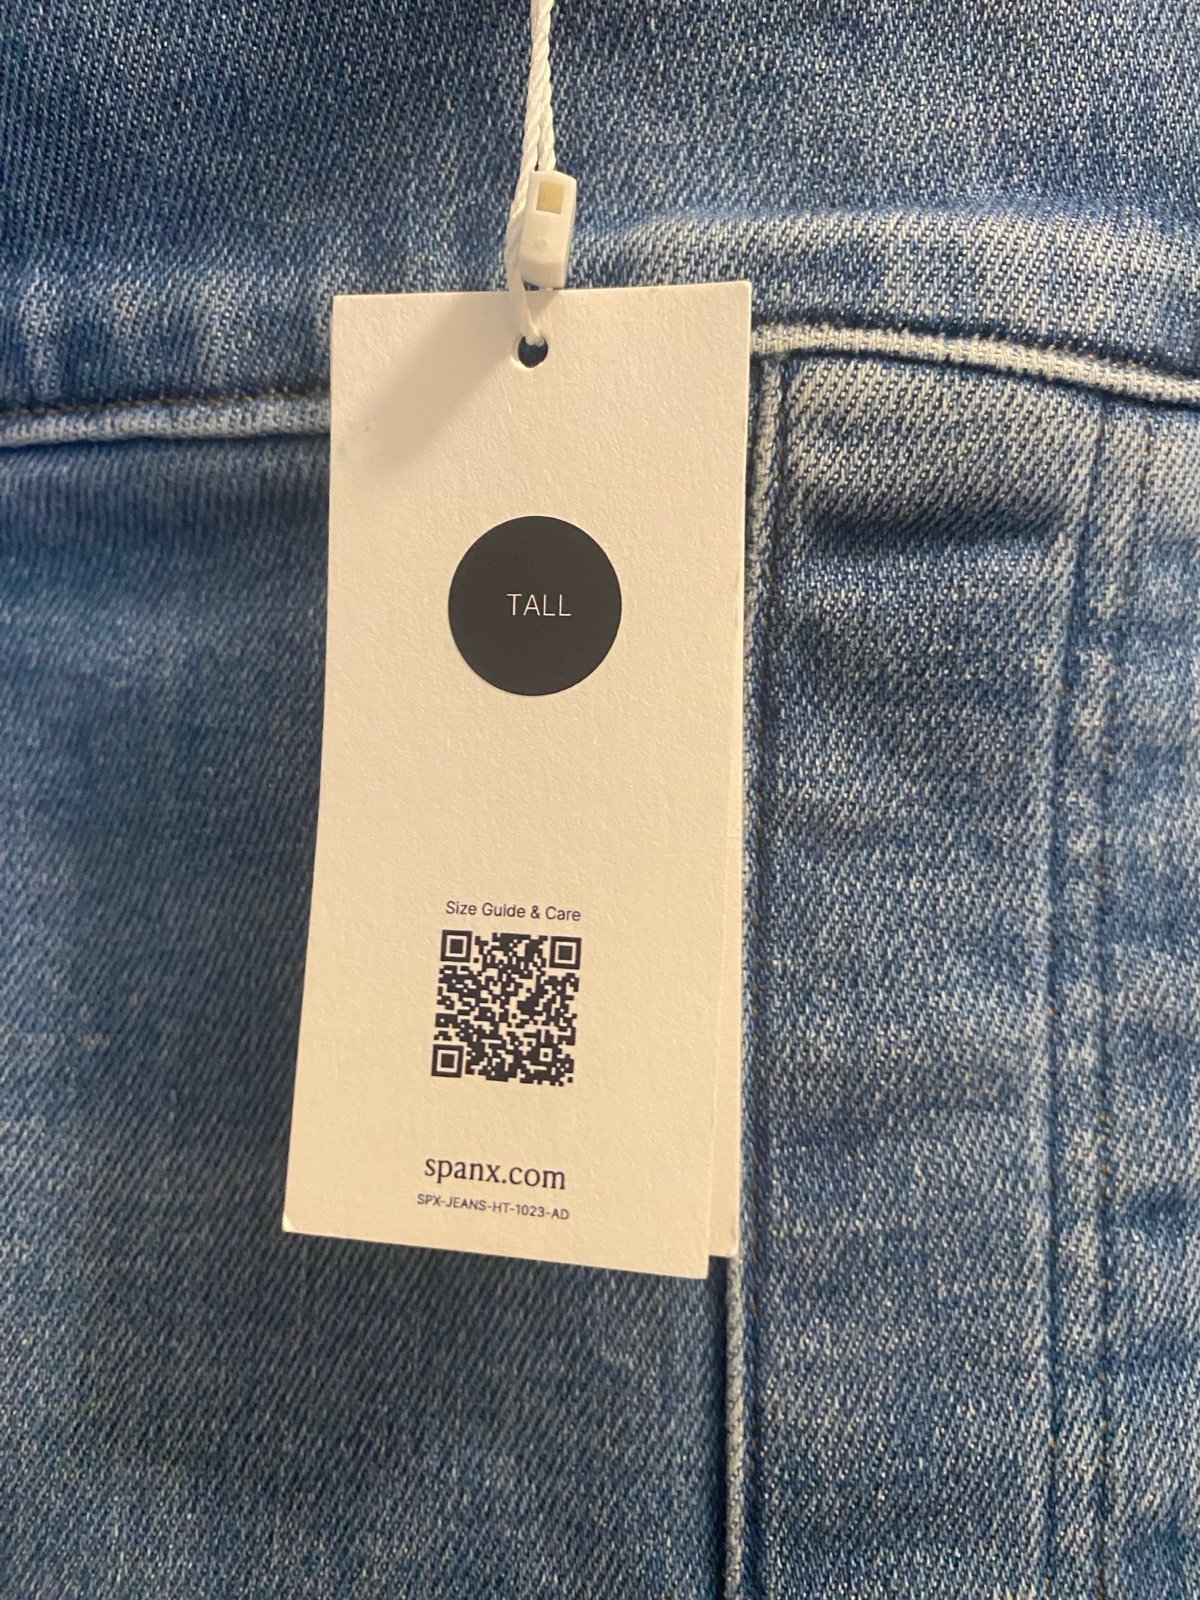 TALL
Size Guide & Care
spanx.com
SPX-JEANS-HT-1023-AD